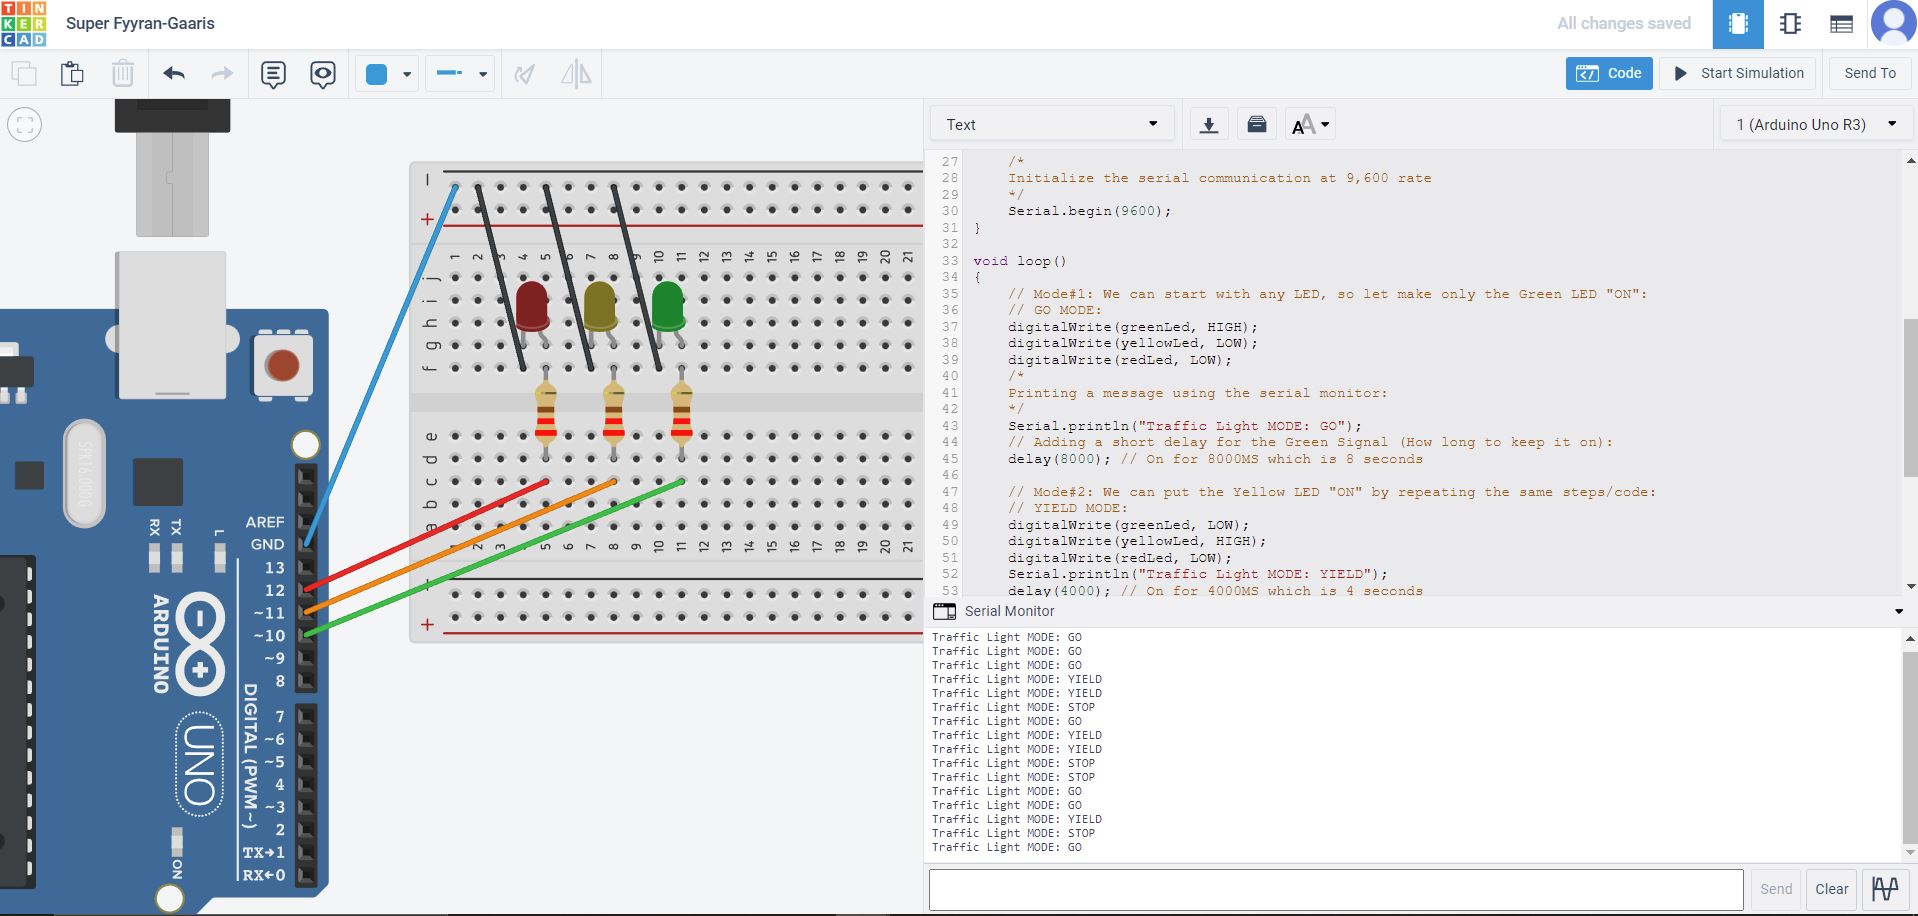 TIN
KER
CAD
Super Fyyran-Gaaris
All changes saved
Code
Start Simulation
Send To
Text
1 (Arduino Uno R3)
27 /*
28 Initialize the serial communication at 9,600 rate
29 */
30 Serial.begin(9600);
31 }
32
33 void loop()
34 {
35 // Mode#1: We can start with any LED, so let make only the Green LED "ON":
36 // GO MODE:
37 digitalWrite(greenLed, HIGH);
38 digitalWrite(yellowLed, LOW);
39 digitalWrite(redLed, LOW);
40 /*
41 Printing a message using the serial monitor:
42 */
43 Serial.println("Traffic Light MODE: GO");
44 // Adding a short delay for the Green Signal (How long to keep it on):
45 delay(8000); // On for 8000MS which is 8 seconds
46
47 // Mode#2: We can put the Yellow LED "ON" by repeating the same steps/code:
48 // YIELD MODE:
49 digitalWrite(greenLed, LOW);
50 digitalWrite(yellowLed, HIGH);
51 digitalWrite(redLed, LOW);
52 Serial.println("Traffic Light MODE: YIELD");
53 delay(4000); // On for 4000MS which is 4 seconds
Serial Monitor
Traffic Light MODE: GO
Traffic Light MODE: GO
Traffic Light MODE: GO
Traffic Light MODE: YIELD
Traffic Light MODE: YIELD
Traffic Light MODE: STOP
Traffic Light MODE: GO
Traffic Light MODE: YIELD
Traffic Light MODE: YIELD
Traffic Light MODE: STOP
Traffic Light MODE: STOP
Traffic Light MODE: GO
Traffic Light MODE: GO
Traffic Light MODE: YIELD
Traffic Light MODE: STOP
Traffic Light MODE: GO
Send
Clear
1 2 3 4 5 6 7 8 9 10 11 12 13 14 15 16 17 18 19 20 21
j
i
h
g
f
e
d
c
b
a
1 2 3 4 5 6 7 8 9 10 11 12 13 14 15 16 17 18 19 20 21
SPK16.000G
RX TX L
AREF
GND
13
12
~11
~10
~9
8
7
~6
~5
4
~3
2
TX→1
RX←0
ARDUINO
UNO
DIGITAL (PWM ~)
ON